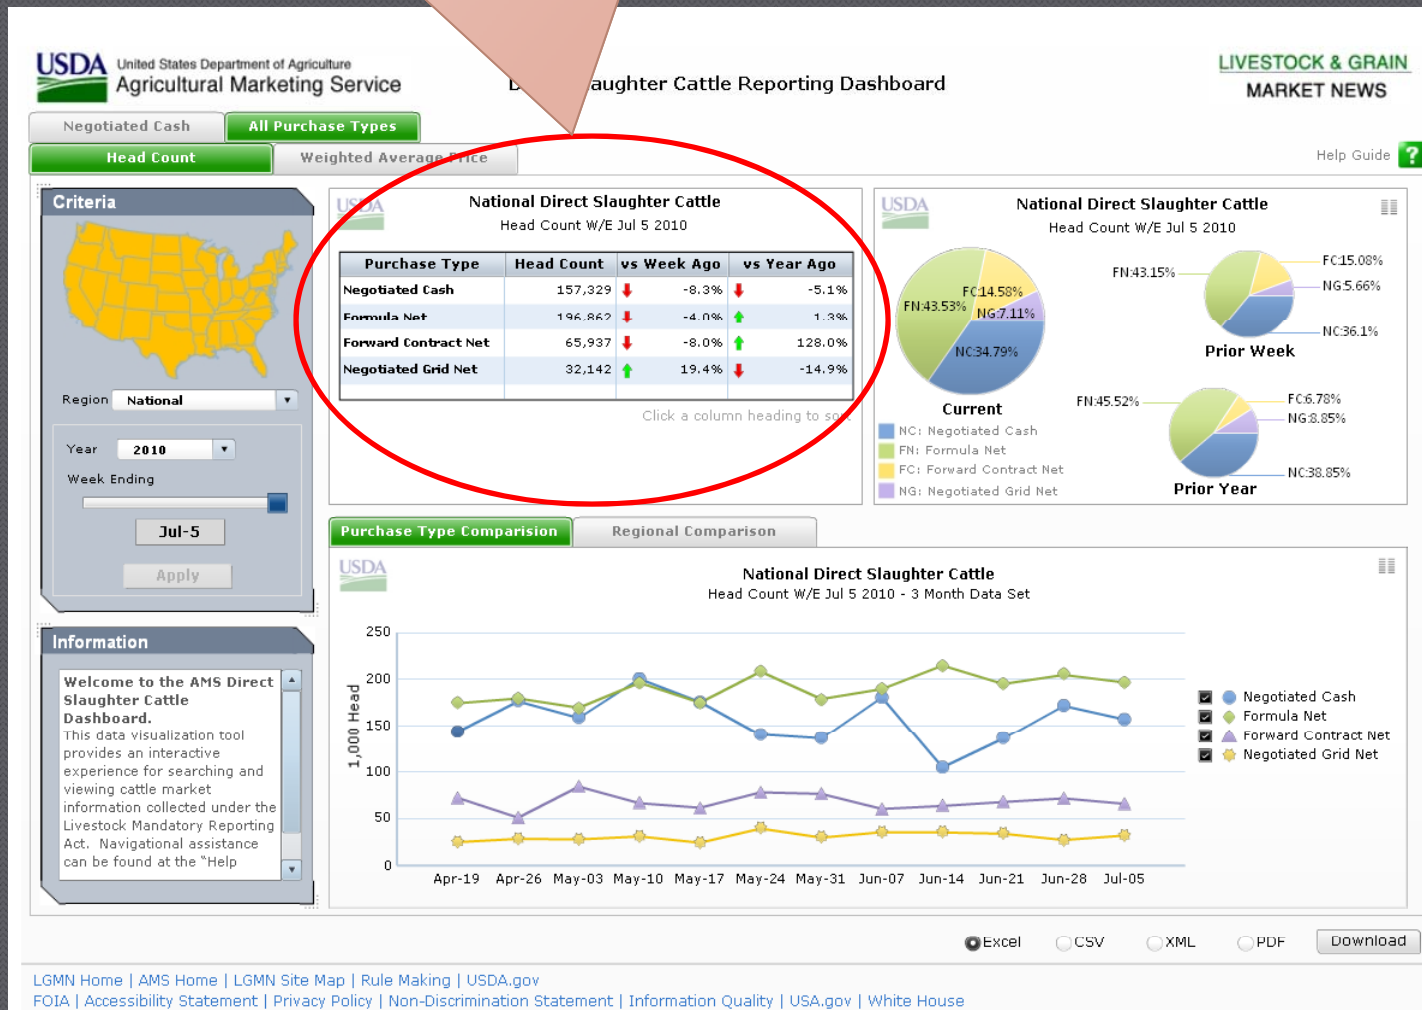 USDA United States Department of Agriculture
Agricultural Marketing Service
Slaughter Cattle Reporting Dashboard
LIVESTOCK & GRAIN
MARKET NEWS
Negotiated Cash
All Purchase Types
Head Count
Weighted Average Price
Help Guide ?
Criteria
Region National
Year 2010
Week Ending
Jul-5
Apply
USDA
National Direct Slaughter Cattle
Head Count W/E Jul 5 2010
Purchase Type Head Count vs Week Ago vs Year Ago
Negotiated Cash 157,329 -8.3% -5.1%
Formula Net 196,862 -4.0% 1.3%
Forward Contract Net 65,937 -8.0% 128.0%
Negotiated Grid Net 32,142 19.4% -14.9%
Click a column heading to sort
USDA
National Direct Slaughter Cattle
Head Count W/E Jul 5 2010
FN:43.53%
FC:14.58%
NG:7.11%
NC:34.79%
Current
FN:43.15%
FC:15.08%
NG:5.66%
NC:36.1%
Prior Week
FN:45.52%
FC:6.78%
NG:8.85%
NC:38.85%
Prior Year
NC: Negotiated Cash
FN: Formula Net
FC: Forward Contract Net
NG: Negotiated Grid Net
Information
Welcome to the AMS Direct
Slaughter Cattle
Dashboard.
This data visualization tool
provides an interactive
experience for searching and
viewing cattle market
information collected under the
Livestock Mandatory Reporting
Act. Navigational assistance
can be found at the "Help
Purchase Type Comparision
Regional Comparison
USDA
National Direct Slaughter Cattle
Head Count W/E Jul 5 2010 - 3 Month Data Set
1,000 Head
250
200
150
100
50
0
Apr-19 Apr-26 May-03 May-10 May-17 May-24 May-31 Jun-07 Jun-14 Jun-21 Jun-28 Jul-05
Negotiated Cash
Formula Net
Forward Contract Net
Negotiated Grid Net
Excel CSV XML PDF Download
LGMN Home | AMS Home | LGMN Site Map | Rule Making | USDA.gov
FOIA | Accessibility Statement | Privacy Policy | Non-Discrimination Statement | Information Quality | USA.gov | White House